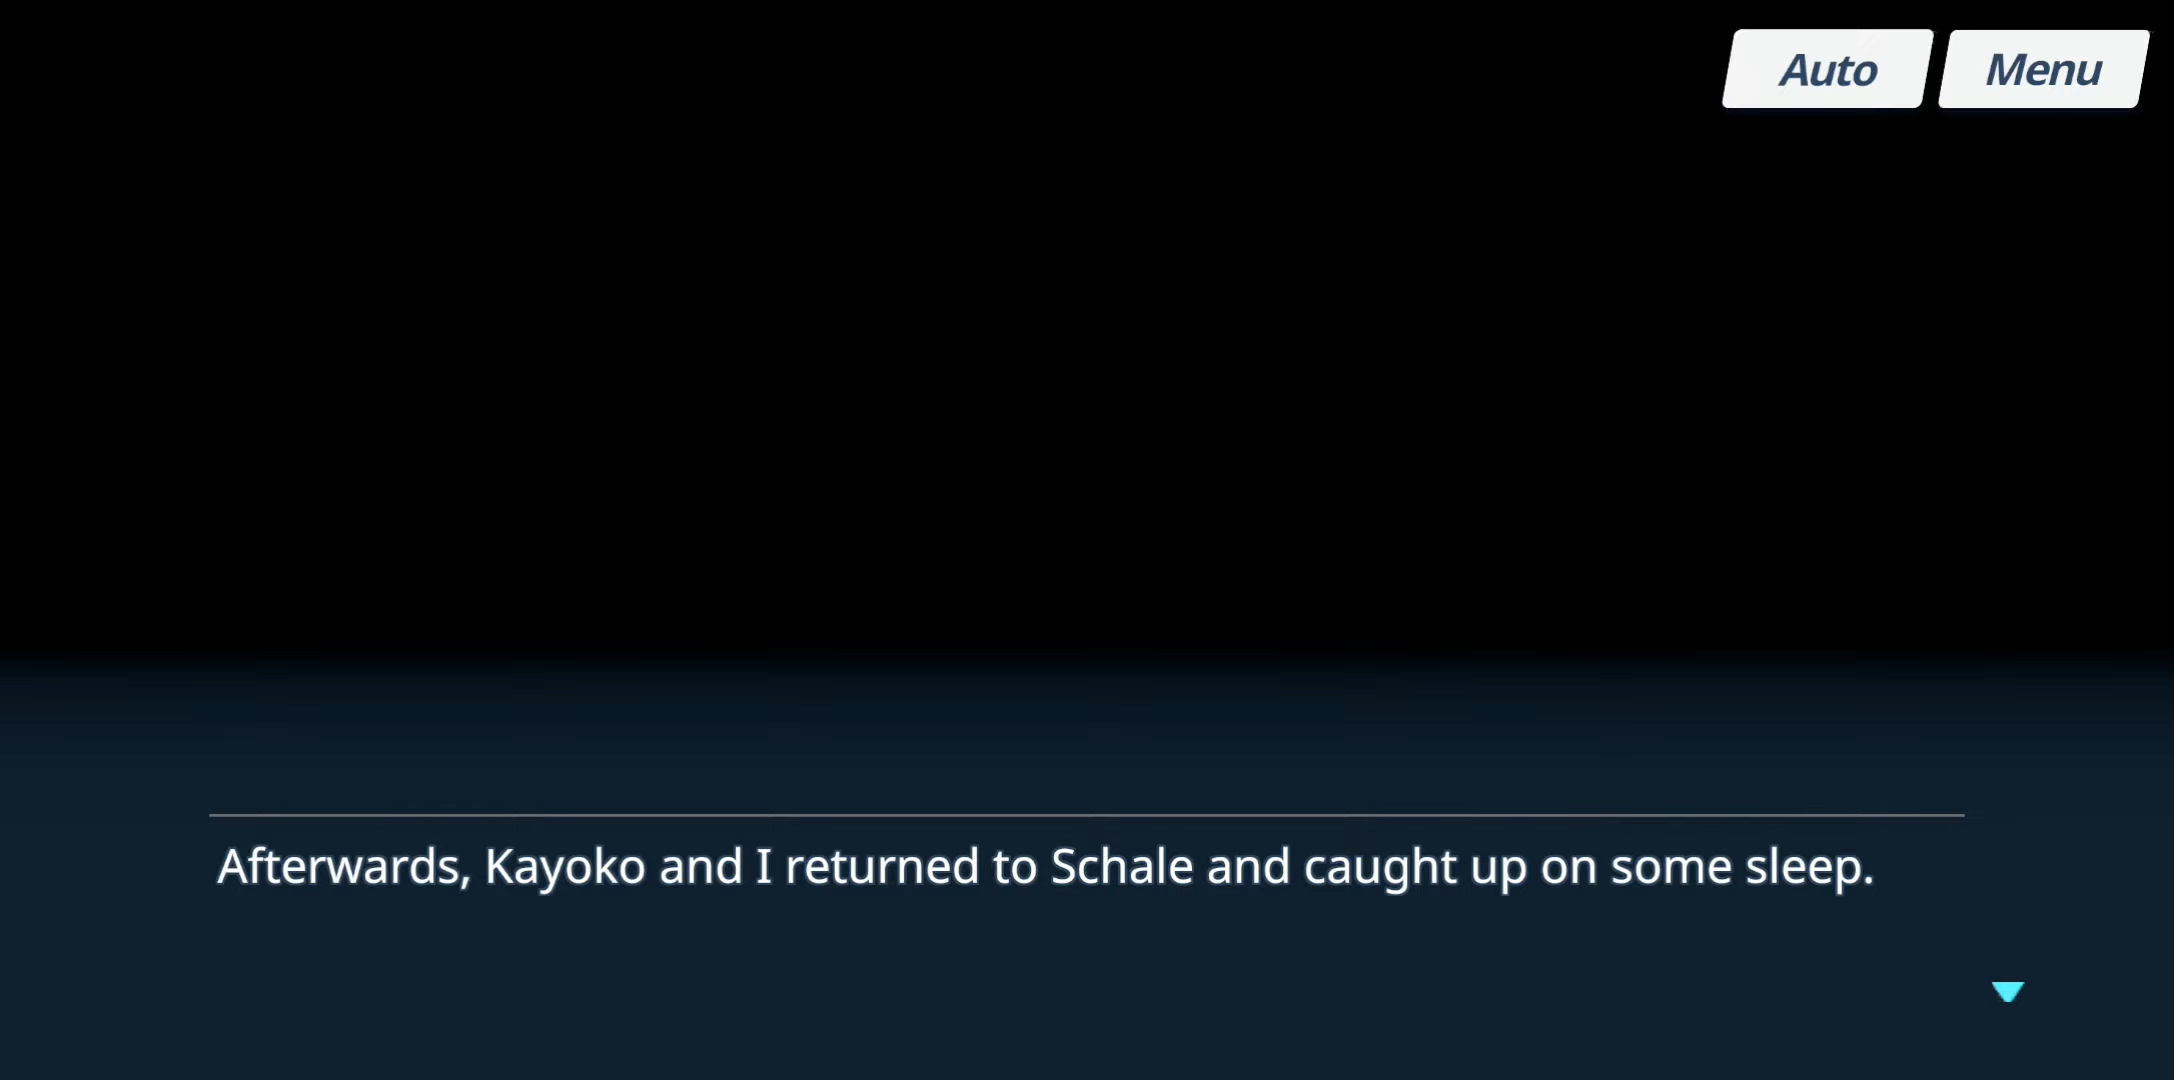 Auto
Menu
Afterwards, Kayoko and I returned to Schale and caught up on some sleep.